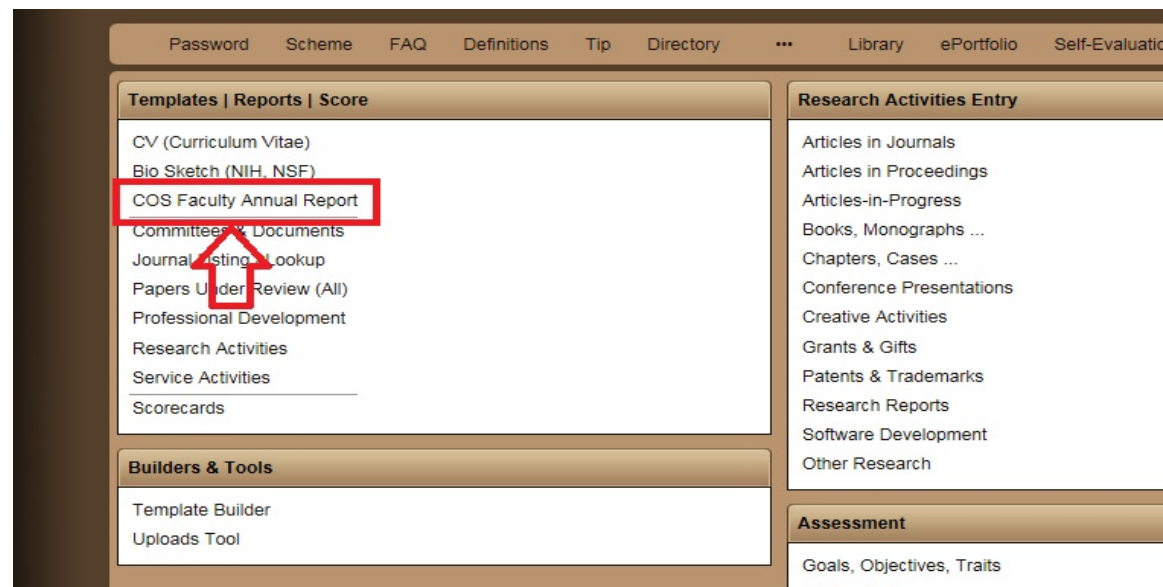 Password Scheme FAQ Definitions Tip Directory ••• Library ePortfolio Self-Evaluatio
Templates | Reports | Score
CV (Curriculum Vitae)
Bio Sketch (NIH, NSF)
COS Faculty Annual Report
Committees & Documents
Journal Listing Lookup
Papers Under Review (All)
Professional Development
Research Activities
Service Activities
Scorecards
Builders & Tools
Template Builder
Uploads Tool
Research Activities Entry
Articles in Journals
Articles in Proceedings
Articles-in-Progress
Books, Monographs ...
Chapters, Cases ...
Conference Presentations
Creative Activities
Grants & Gifts
Patents & Trademarks
Research Reports
Software Development
Other Research
Assessment
Goals, Objectives, Traits